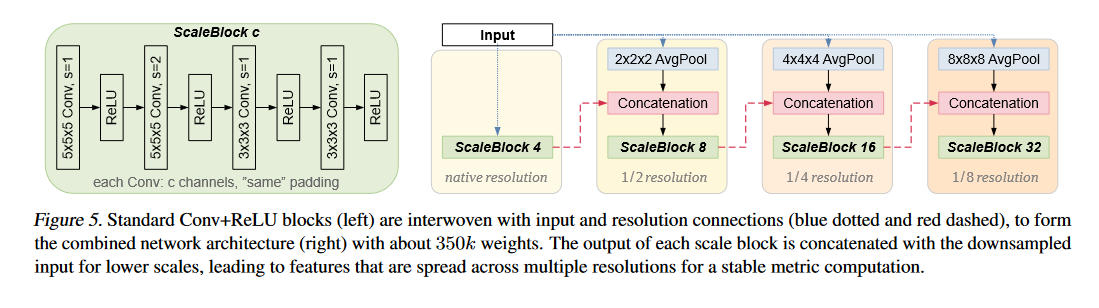 ScaleBlock c
5x5x5 Conv, s=1
ReLU
5x5x5 Conv, s=2
ReLU
3x3x3 Conv, s=1
ReLU
3x3x3 Conv, s=1
ReLU
each Conv: c channels, "same" padding
Input
2x2x2 AvgPool
4x4x4 AvgPool
8x8x8 AvgPool
Concatenation
Concatenation
Concatenation
ScaleBlock 4
ScaleBlock 8
ScaleBlock 16
ScaleBlock 32
native resolution
1/2 resolution
1/4 resolution
1/8 resolution
Figure 5. Standard Conv+ReLU blocks (left) are interwoven with input and resolution connections (blue dotted and red dashed), to form
the combined network architecture (right) with about 350k weights. The output of each scale block is concatenated with the downsampled
input for lower scales, leading to features that are spread across multiple resolutions for a stable metric computation.